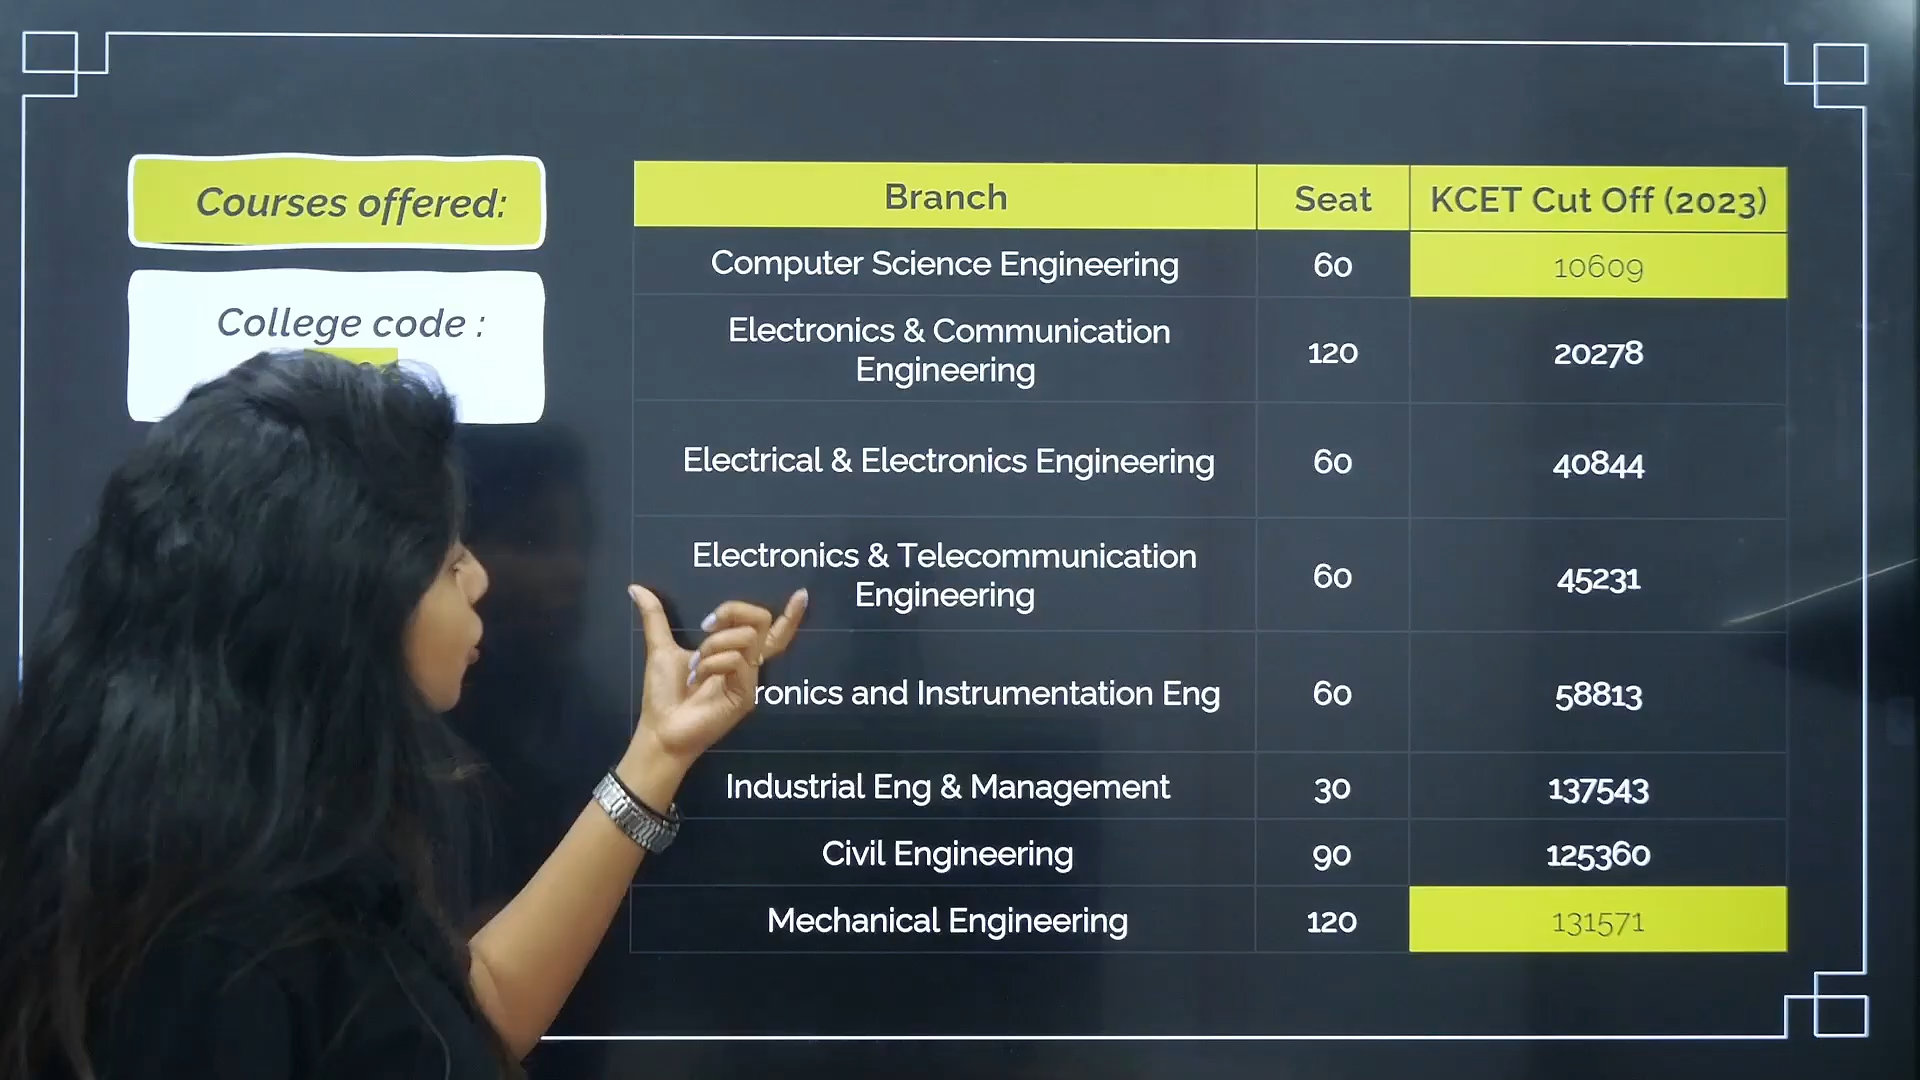 Courses offered:
College code :
Branch Seat KCET Cut Off (2023)
Computer Science Engineering 60 10609
Electronics & Communication
Engineering 120 20278
Electrical & Electronics Engineering 60 40844
Electronics & Telecommunication
Engineering 60 45231
and Instrumentation Eng 60 58813
Industrial Eng & Management 30 137543
Civil Engineering 90 125360
Mechanical Engineering 120 131571